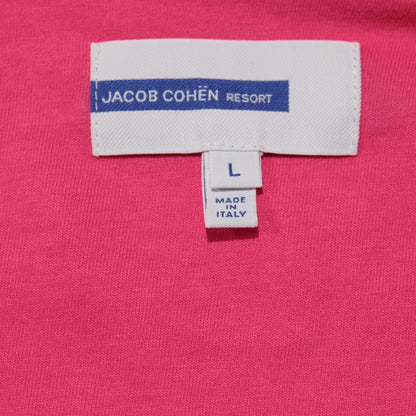 JACOB COHËN RESORT
L
MADE
IN
ITALY